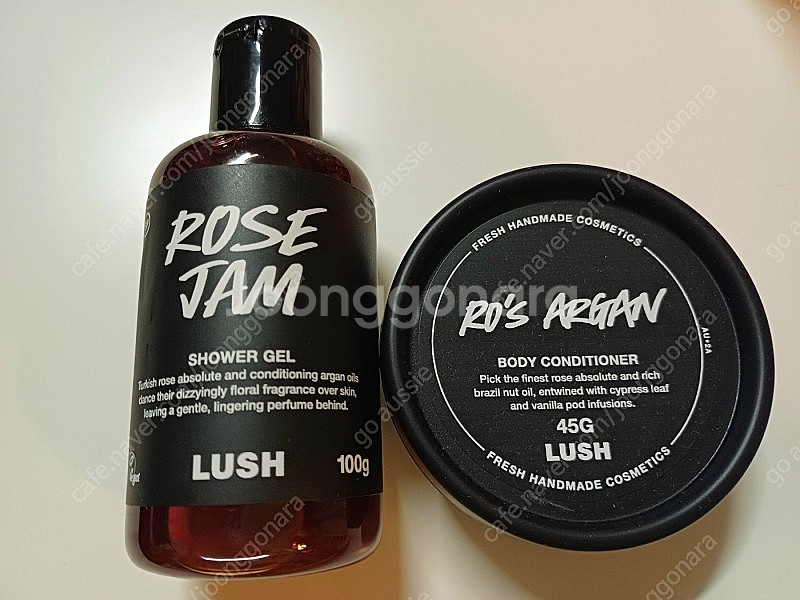 ROSE
JAM
SHOWER GEL
Turkish rose absolute and conditioning argan oils
dance their dizzyingly floral fragrance over skin,
leaving a gentle, lingering perfume behind.
LUSH
100g
FRESH HANDMADE COSMETICS
RO'S ARGAN
BODY CONDITIONER
Pick the finest rose absolute and rich
brazil nut oil, entwined with cypress leaf
and vanilla pod infusions.
45G
LUSH
FRESH HANDMADE COSMETICS
AU*2A
joonggonara
cafe.naver.com/joonggonara
go aussie